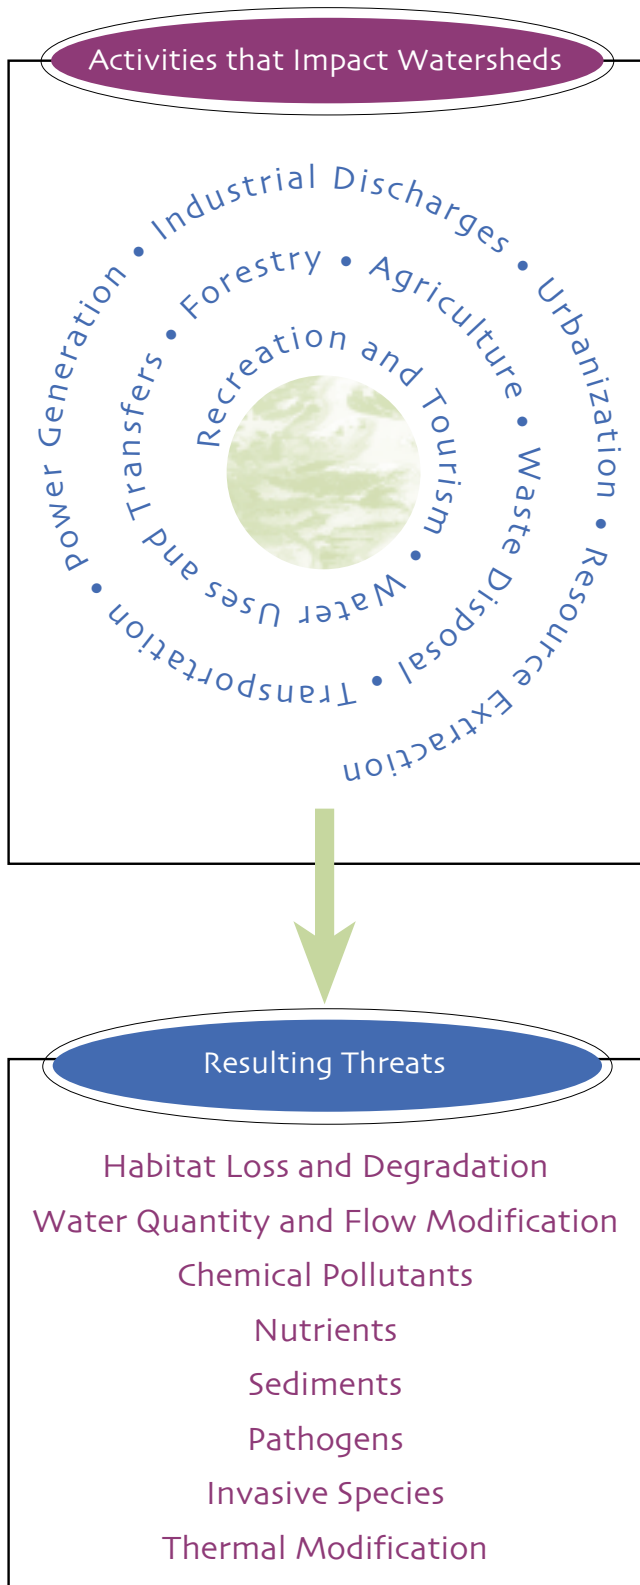 Activities that Impact Watersheds
Recreation and Tourism • Water Uses and Transfers • Forestry • Agriculture • Waste Disposal • Transportation • Power Generation • Industrial Discharges • Urbanization • Resource Extraction
Resulting Threats
Habitat Loss and Degradation
Water Quantity and Flow Modification
Chemical Pollutants
Nutrients
Sediments
Pathogens
Invasive Species
Thermal Modification